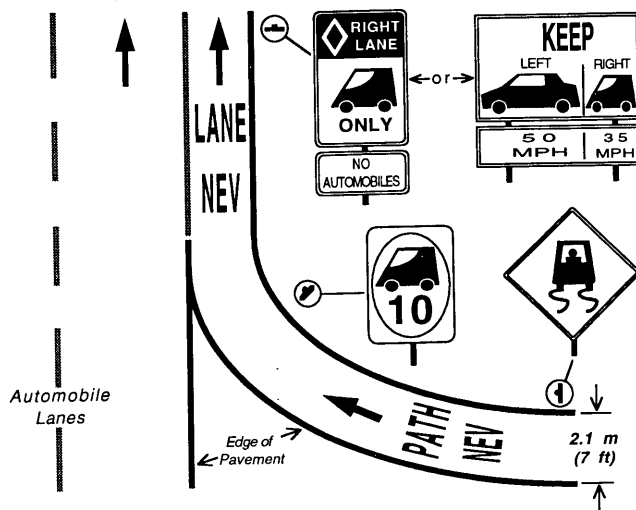 RIGHT
LANE
ONLY
NO
AUTOMOBILES
or
KEEP
LEFT
RIGHT
50
MPH
35
MPH
LANE
NEV
10
Automobile
Lanes
Edge of
Pavement
PATH
NEV
2.1 m
(7 ft)